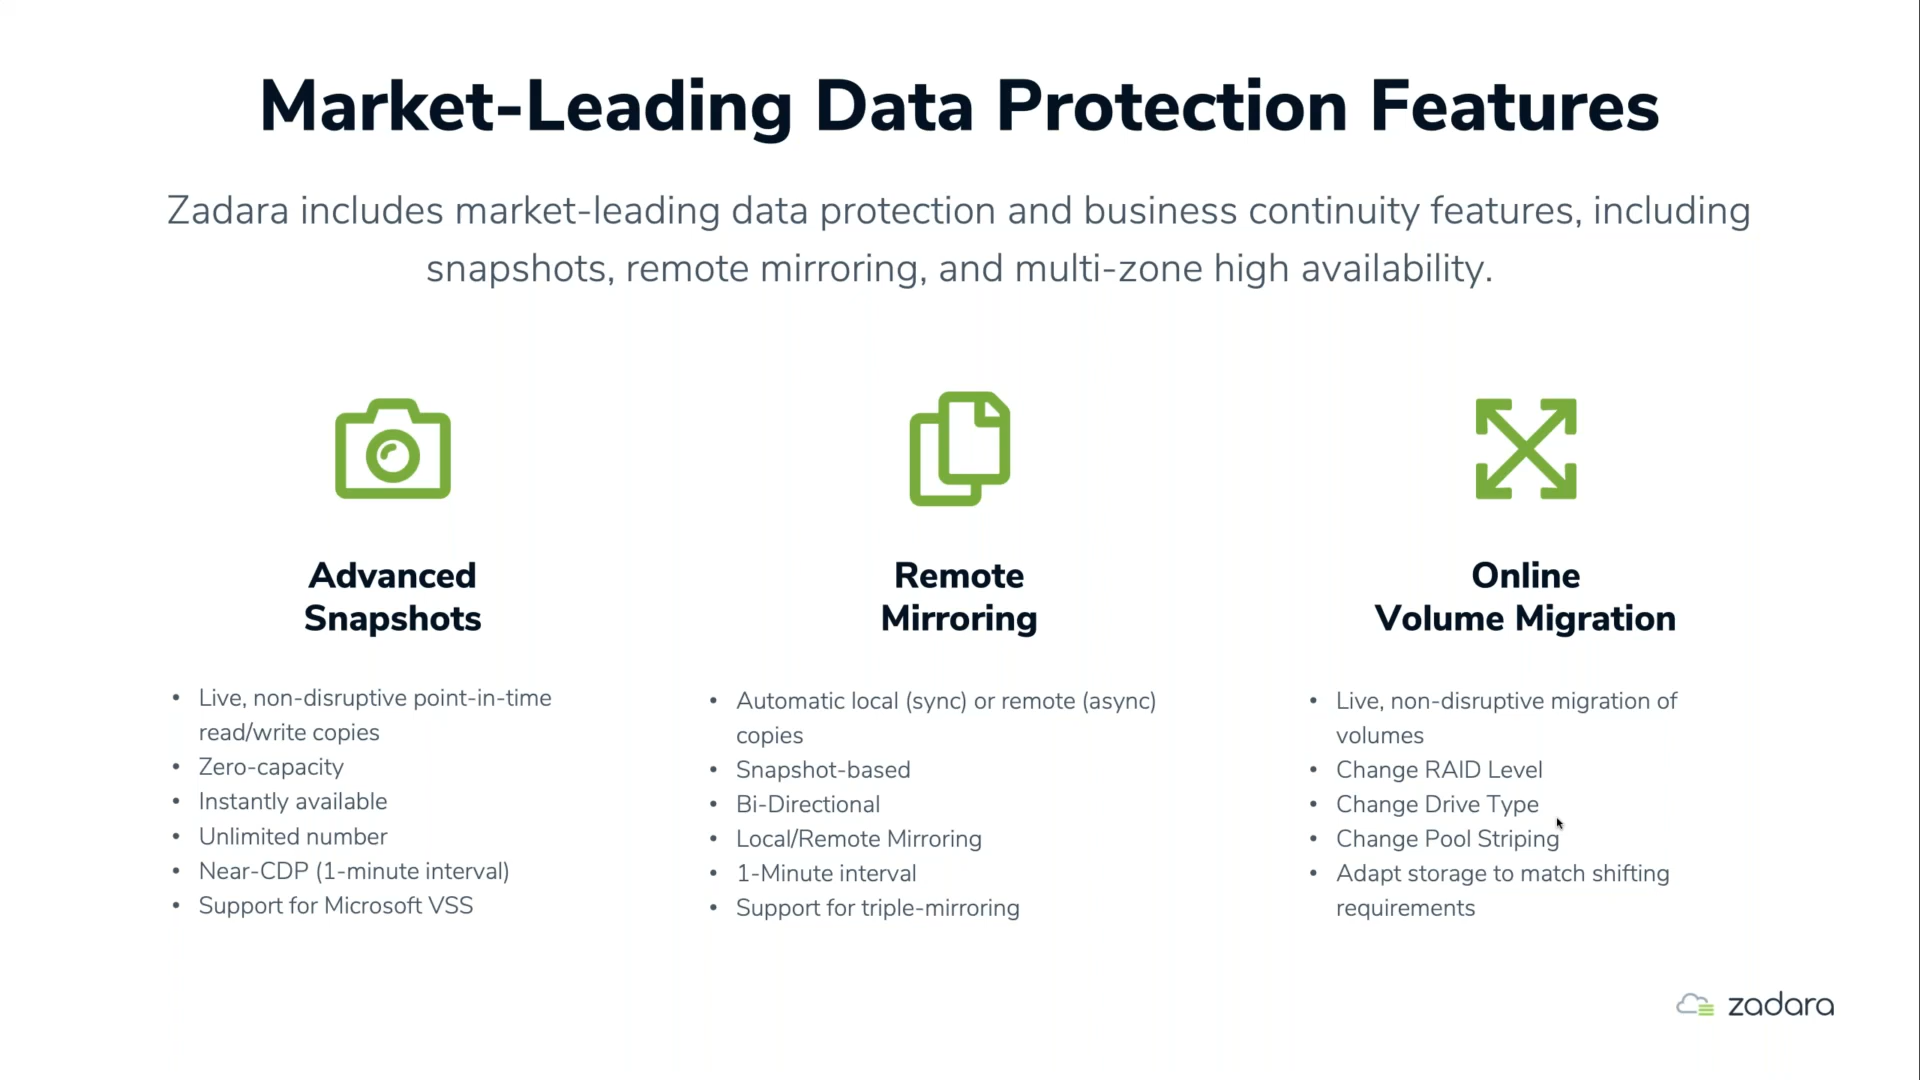 Market-Leading Data Protection Features
Zadara includes market-leading data protection and business continuity features, including
snapshots, remote mirroring, and multi-zone high availability.
Advanced
Snapshots
• Live, non-disruptive point-in-time
read/write copies
• Zero-capacity
• Instantly available
• Unlimited number
• Near-CDP (1-minute interval)
• Support for Microsoft VSS
Remote
Mirroring
• Automatic local (sync) or remote (async)
copies
• Snapshot-based
• Bi-Directional
• Local/Remote Mirroring
• 1-Minute interval
• Support for triple-mirroring
Online
Volume Migration
• Live, non-disruptive migration of
volumes
• Change RAID Level
• Change Drive Type
• Change Pool Striping
• Adapt storage to match shifting
requirements
zadara